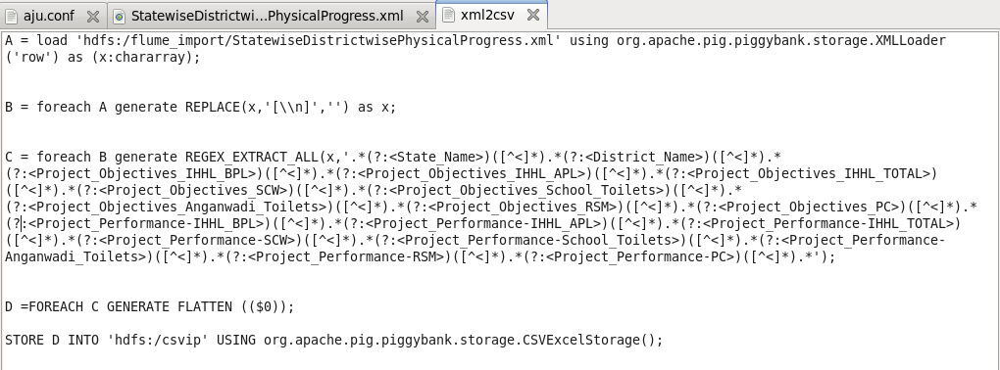 aju.conf StatewiseDistrictwi...PhysicalProgress.xml xml2csv
A = load 'hdfs:/flume_import/StatewiseDistrictwisePhysicalProgress.xml' using org.apache.pig.piggybank.storage.XMLLoader
('row') as (x:chararray);
B = foreach A generate REPLACE(x,'[\\n]','') as x;
C = foreach B generate REGEX_EXTRACT_ALL(x,'.*(?:<State_Name>)([^<]*).*(?:<District_Name>)([^<]*).*
(?:<Project_Objectives_IHHL_BPL>)([^<]*).*(?:<Project_Objectives_IHHL_APL>)([^<]*).*(?:<Project_Objectives_IHHL_TOTAL>)
([^<]*).*(?:<Project_Objectives_SCW>)([^<]*).*(?:<Project_Objectives_School_Toilets>)([^<]*).*
(?:<Project_Objectives_Anganwadi_Toilets>)([^<]*).*(?:<Project_Objectives_RSM>)([^<]*).*(?:<Project_Objectives_PC>)([^<]*).*
(?:<Project_Performance-IHHL_BPL>)([^<]*).*(?:<Project_Performance-IHHL_APL>)([^<]*).*(?:<Project_Performance-IHHL_TOTAL>)
([^<]*).*(?:<Project_Performance-SCW>)([^<]*).*(?:<Project_Performance-School_Toilets>)([^<]*).*(?:<Project_Performance-
Anganwadi_Toilets>)([^<]*).*(?:<Project_Performance-RSM>)([^<]*).*(?:<Project_Performance-PC>)([^<]*).*');
D =FOREACH C GENERATE FLATTEN (($0));
STORE D INTO 'hdfs:/csvip' USING org.apache.pig.piggybank.storage.CSVExcelStorage();